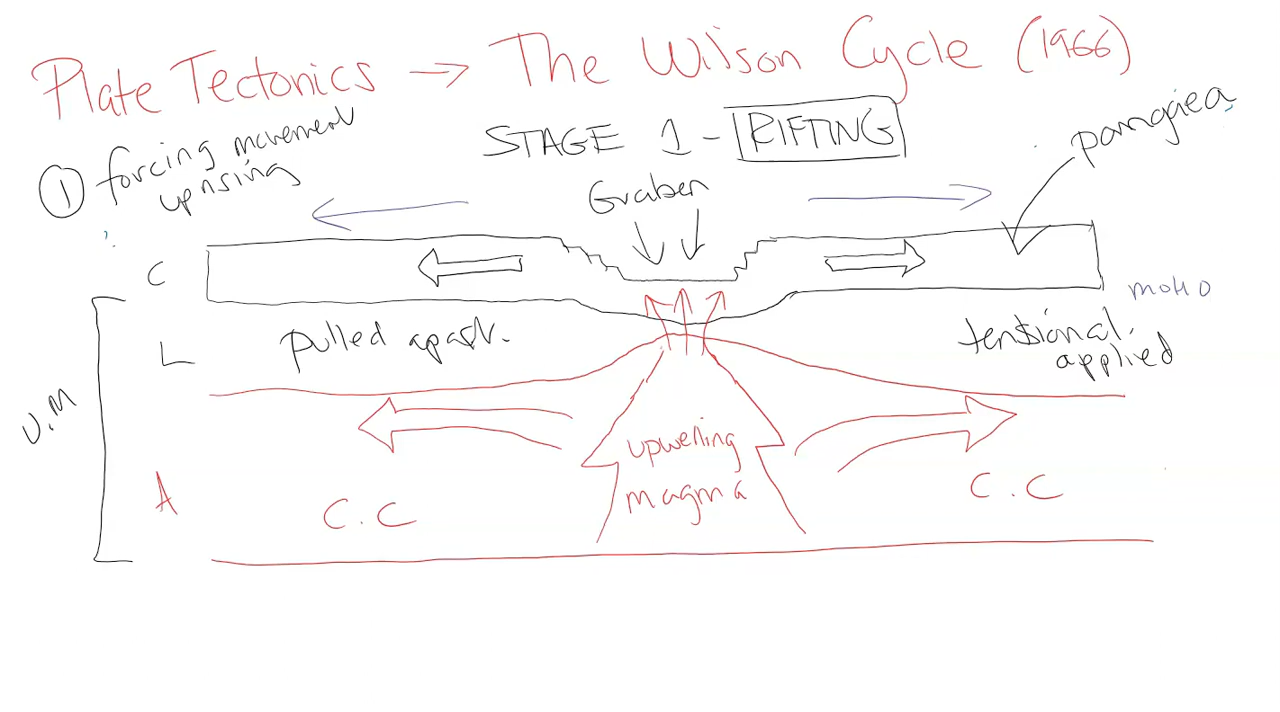 Plate Tectonics → The Wilson Cycle (1966)
STAGE 1 - RIFTING
① forcing movement
uprising
pangaea
Graben
C
MOHO
L
pulled apart.
tensional.
applied
U.M
A
upwelling
magma
C.C
C.C